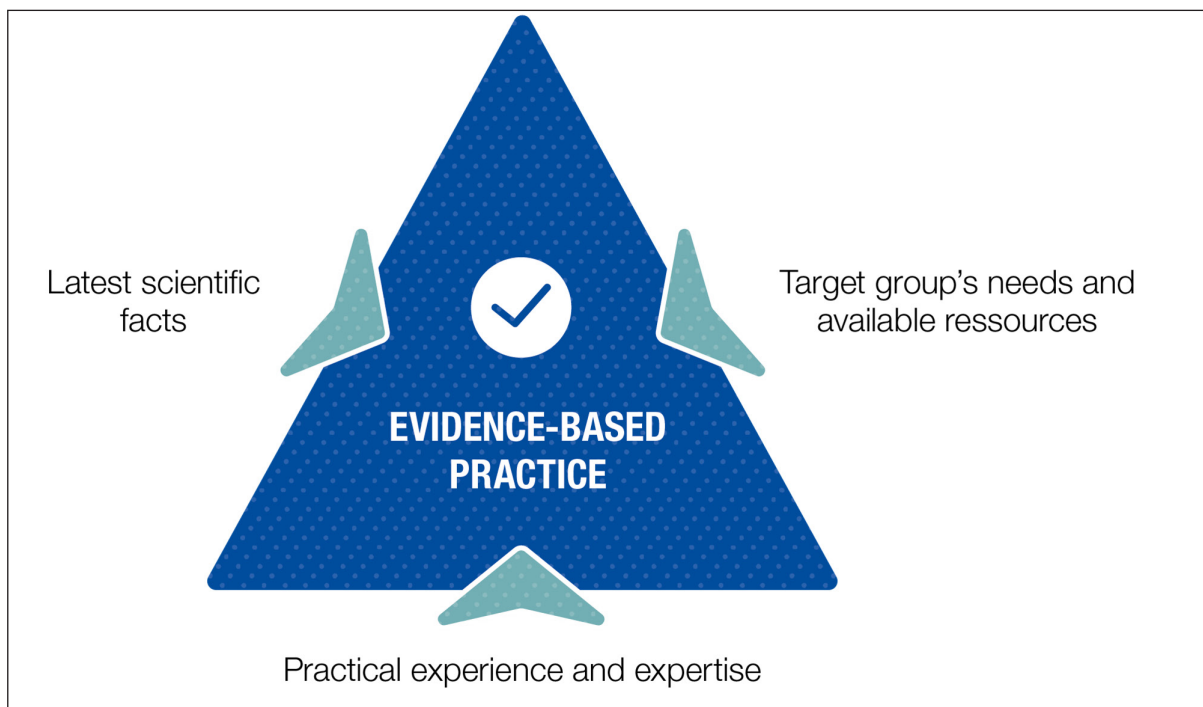 Latest scientific
facts
Target group's needs and
available ressources
EVIDENCE-BASED
PRACTICE
Practical experience and expertise